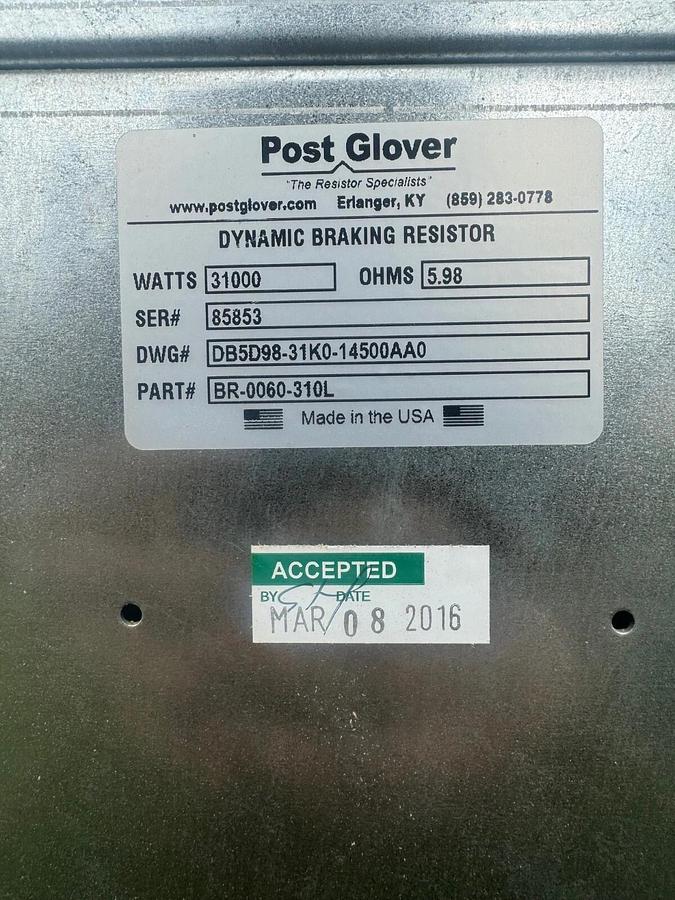 Post Glover
"The Resistor Specialists"
www.postglover.com Erlanger, KY (859) 283-0778
DYNAMIC BRAKING RESISTOR
WATTS 31000 OHMS 5.98
SER# 85853
DWG# DB5D98-31K0-14500AA0
PART# BR-0060-310L
Made in the USA
ACCEPTED
BY DATE
MAR 08 2016